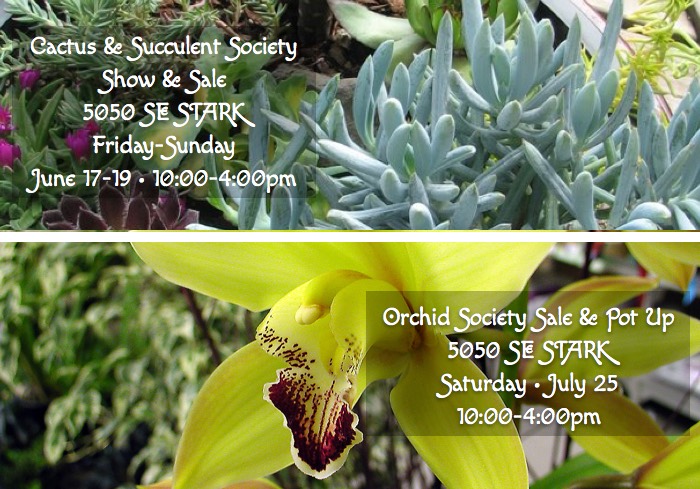 Cactus & Succulent Society
Show & Sale
5050 SE STARK
Friday-Sunday
June 17-19 • 10:00-4:00pm
Orchid Society Sale & Pot Up
5050 SE STARK
Saturday • July 25
10:00-4:00pm